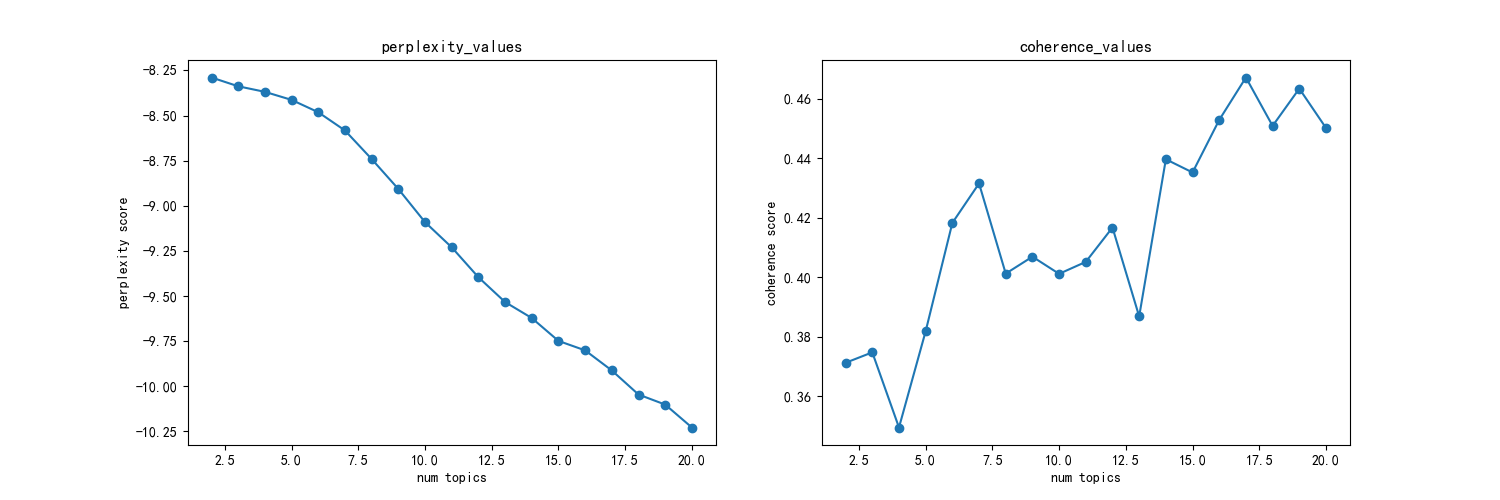 perplexity_values
perplexity score
−8.25
−8.50
−8.75
−9.00
−9.25
−9.50
−9.75
−10.00
−10.25
2.5 5.0 7.5 10.0 12.5 15.0 17.5 20.0
num topics
coherence_values
coherence score
0.46
0.44
0.42
0.40
0.38
0.36
2.5 5.0 7.5 10.0 12.5 15.0 17.5 20.0
num topics